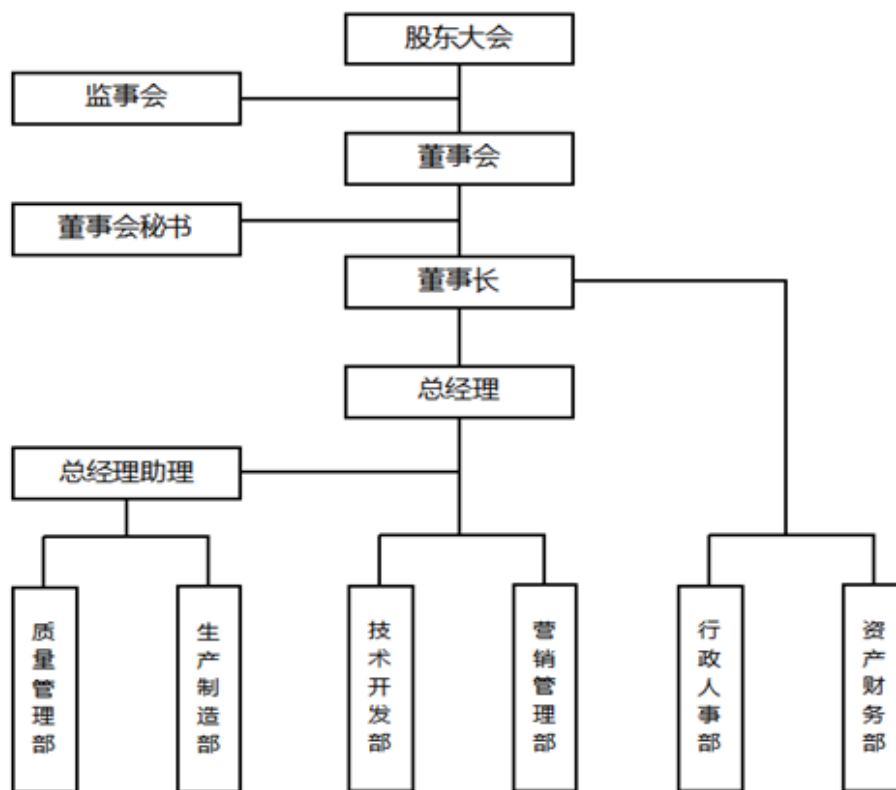 股东大会
监事会
董事会
董事会秘书
董事长
总经理
总经理助理
质量管理部
生产制造部
技术开发部
营销管理部
行政人事部
资产财务部